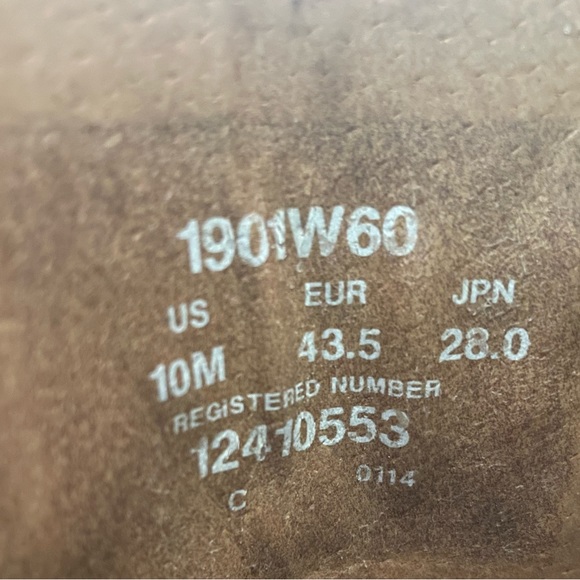 1901W60
US EUR JPN
10M 43.5 28.0
REGISTERED NUMBER
12410553
C 0114